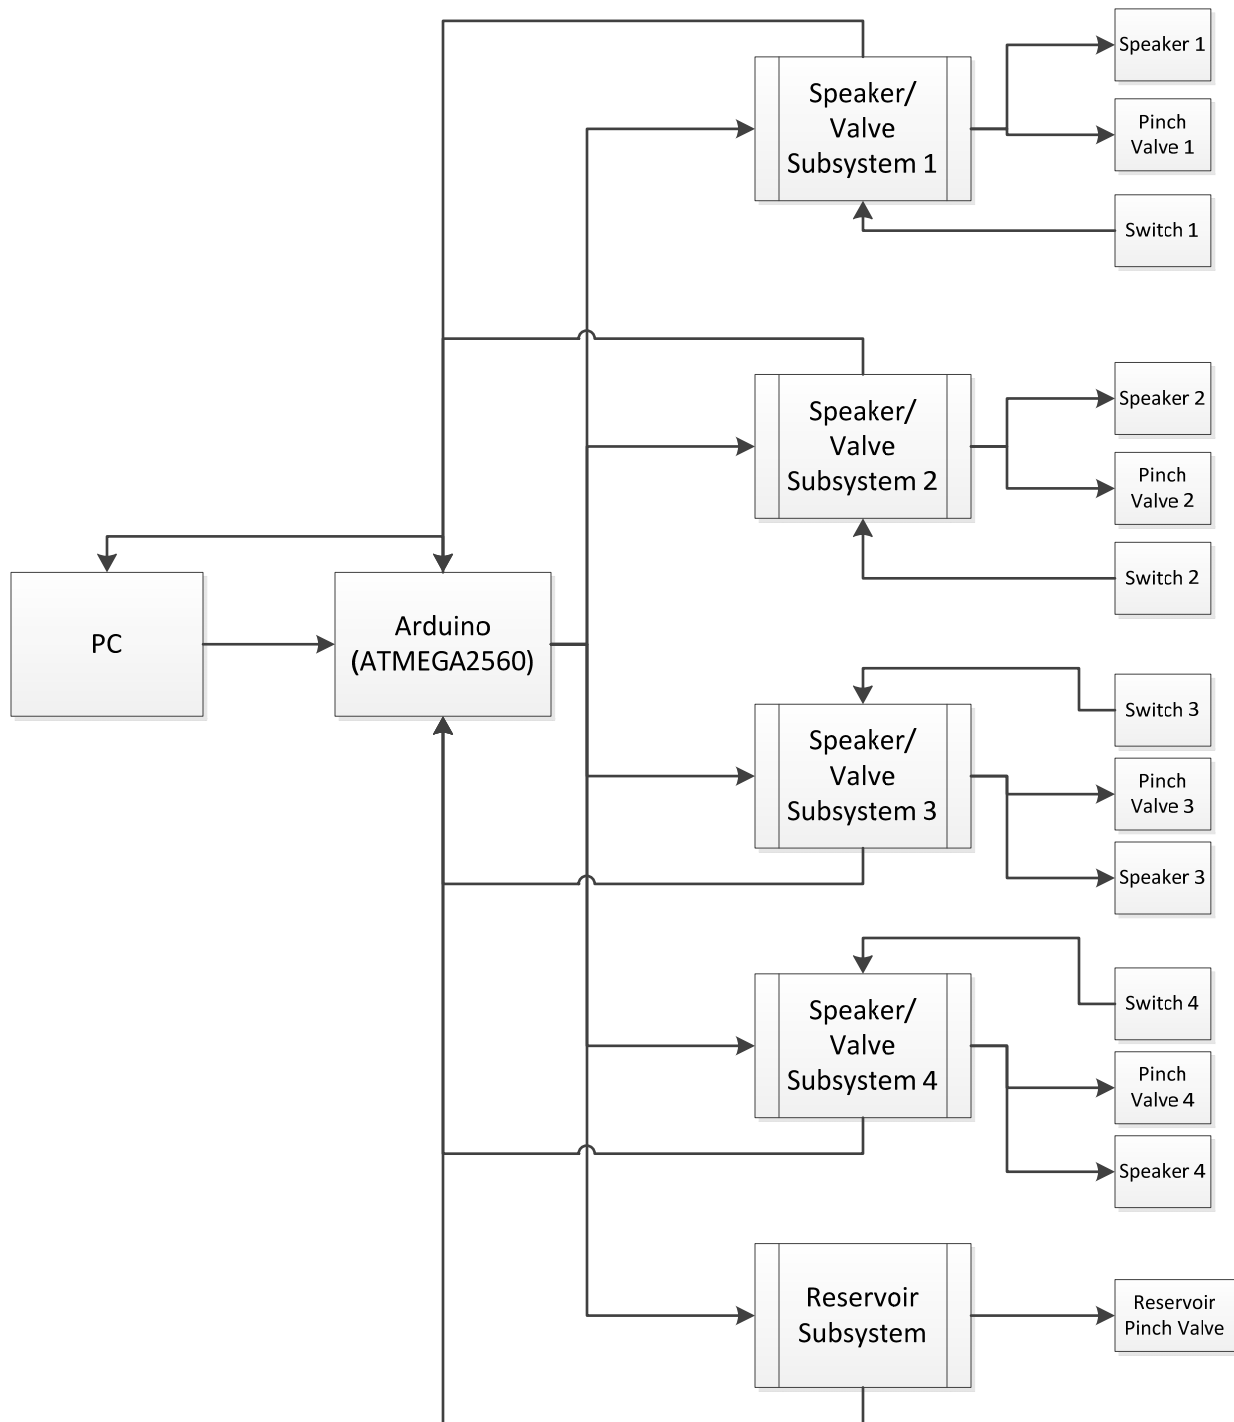 Speaker 1
Speaker/
Valve
Subsystem 1
Pinch
Valve 1
Switch 1
Speaker 2
Speaker/
Valve
Subsystem 2
Pinch
Valve 2
Switch 2
PC
Arduino
(ATMEGA2560)
Switch 3
Speaker/
Valve
Subsystem 3
Pinch
Valve 3
Speaker 3
Switch 4
Speaker/
Valve
Subsystem 4
Pinch
Valve 4
Speaker 4
Reservoir
Subsystem
Reservoir
Pinch Valve